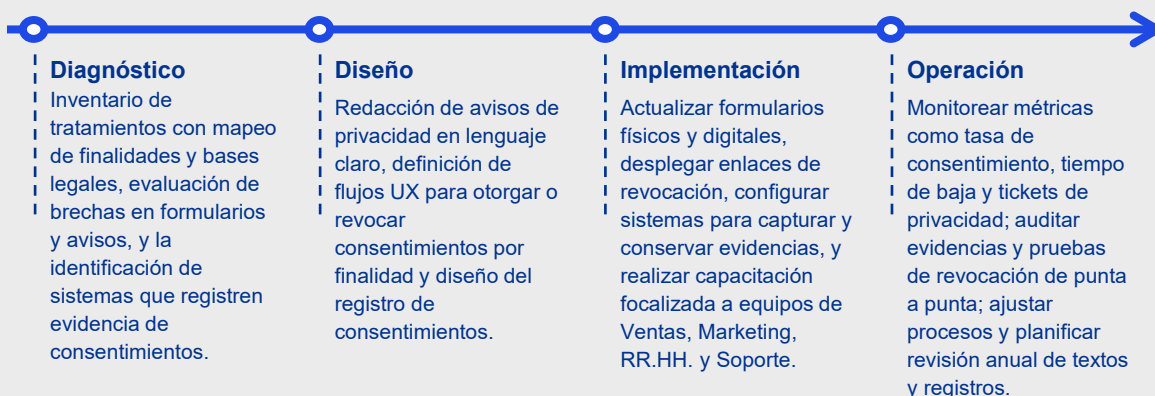 Diagnóstico
Inventario de
tratamientos con mapeo
de finalidades y bases
legales, evaluación de
brechas en formularios
y avisos, y la
identificación de
sistemas que registren
evidencia de
consentimientos.
Diseño
Redacción de avisos de
privacidad en lenguaje
claro, definición de
flujos UX para otorgar o
revocar
consentimientos por
finalidad y diseño del
registro de
consentimientos.
Implementación
Actualizar formularios
físicos y digitales,
desplegar enlaces de
revocación, configurar
sistemas para capturar y
conservar evidencias, y
realizar capacitación
focalizada a equipos de
Ventas, Marketing,
RR.HH. y Soporte.
Operación
Monitorear métricas
como tasa de
consentimiento, tiempo
de baja y tickets de
privacidad; auditar
evidencias y pruebas
de revocación de punta
a punta; ajustar
procesos y planificar
revisión anual de textos
y registros.